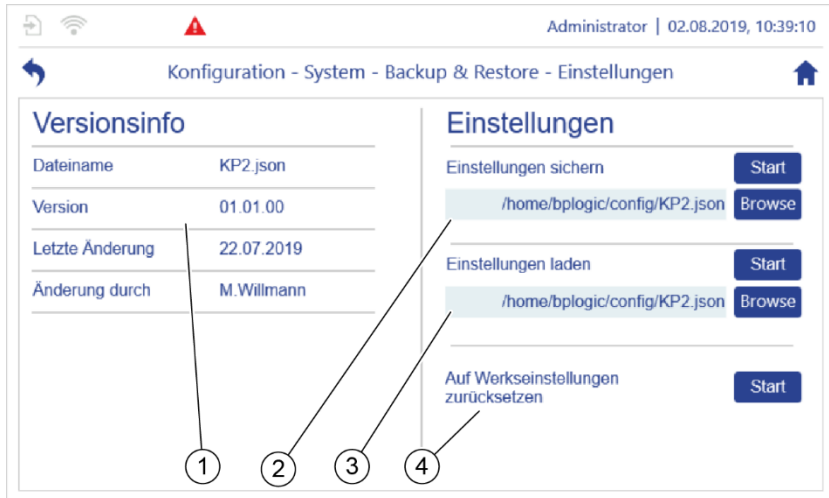 Administrator | 02.08.2019, 10:39:10
Konfiguration - System - Backup & Restore - Einstellungen
Versionsinfo
Dateiname KP2.json
Version 01.01.00
Letzte Änderung 22.07.2019
Änderung durch M.Willmann
Einstellungen
Einstellungen sichern Start
/home/bplogic/config/KP2.json Browse
Einstellungen laden Start
/home/bplogic/config/KP2.json Browse
Auf Werkseinstellungen
zurücksetzen Start
1 2 3 4